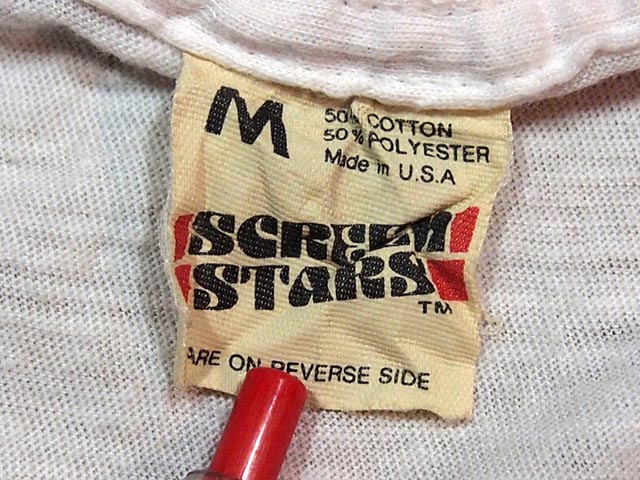 M
50% COTTON
50% POLYESTER
Made in U.S.A
SCREEN
STARS
TM
ARE ON REVERSE SIDE